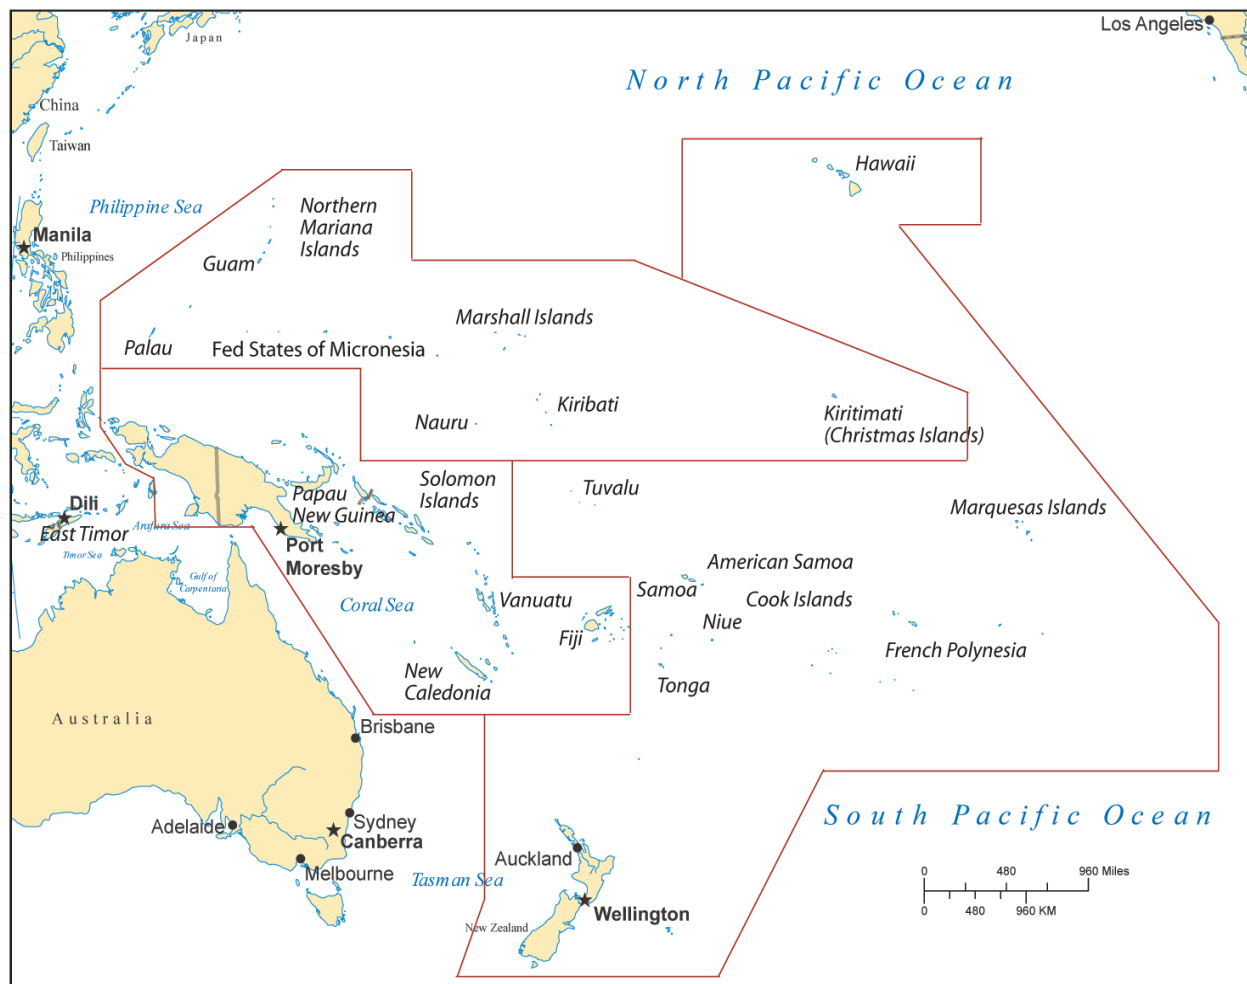 Los Angeles
Japan
North Pacific Ocean
China
Taiwan
Hawaii
Philippine Sea
Northern
Mariana
Islands
Manila
Philippines
Guam
Marshall Islands
Palau
Fed States of Micronesia
Kiribati
Nauru
Kiritimati
(Christmas Islands)
Solomon
Islands
Tuvalu
Papau
New Guinea
Marquesas Islands
Dili
East Timor
Arafura Sea
Timor Sea
Port
Moresby
American Samoa
Gulf of
Carpentaria
Samoa
Cook Islands
Coral Sea
Vanuatu
Niue
Fiji
French Polynesia
New
Caledonia
Tonga
Australia
Brisbane
South Pacific Ocean
Sydney
Adelaide
Canberra
Auckland
Melbourne
Tasman Sea
0 480 960 Miles
0 480 960 KM
Wellington
New Zealand